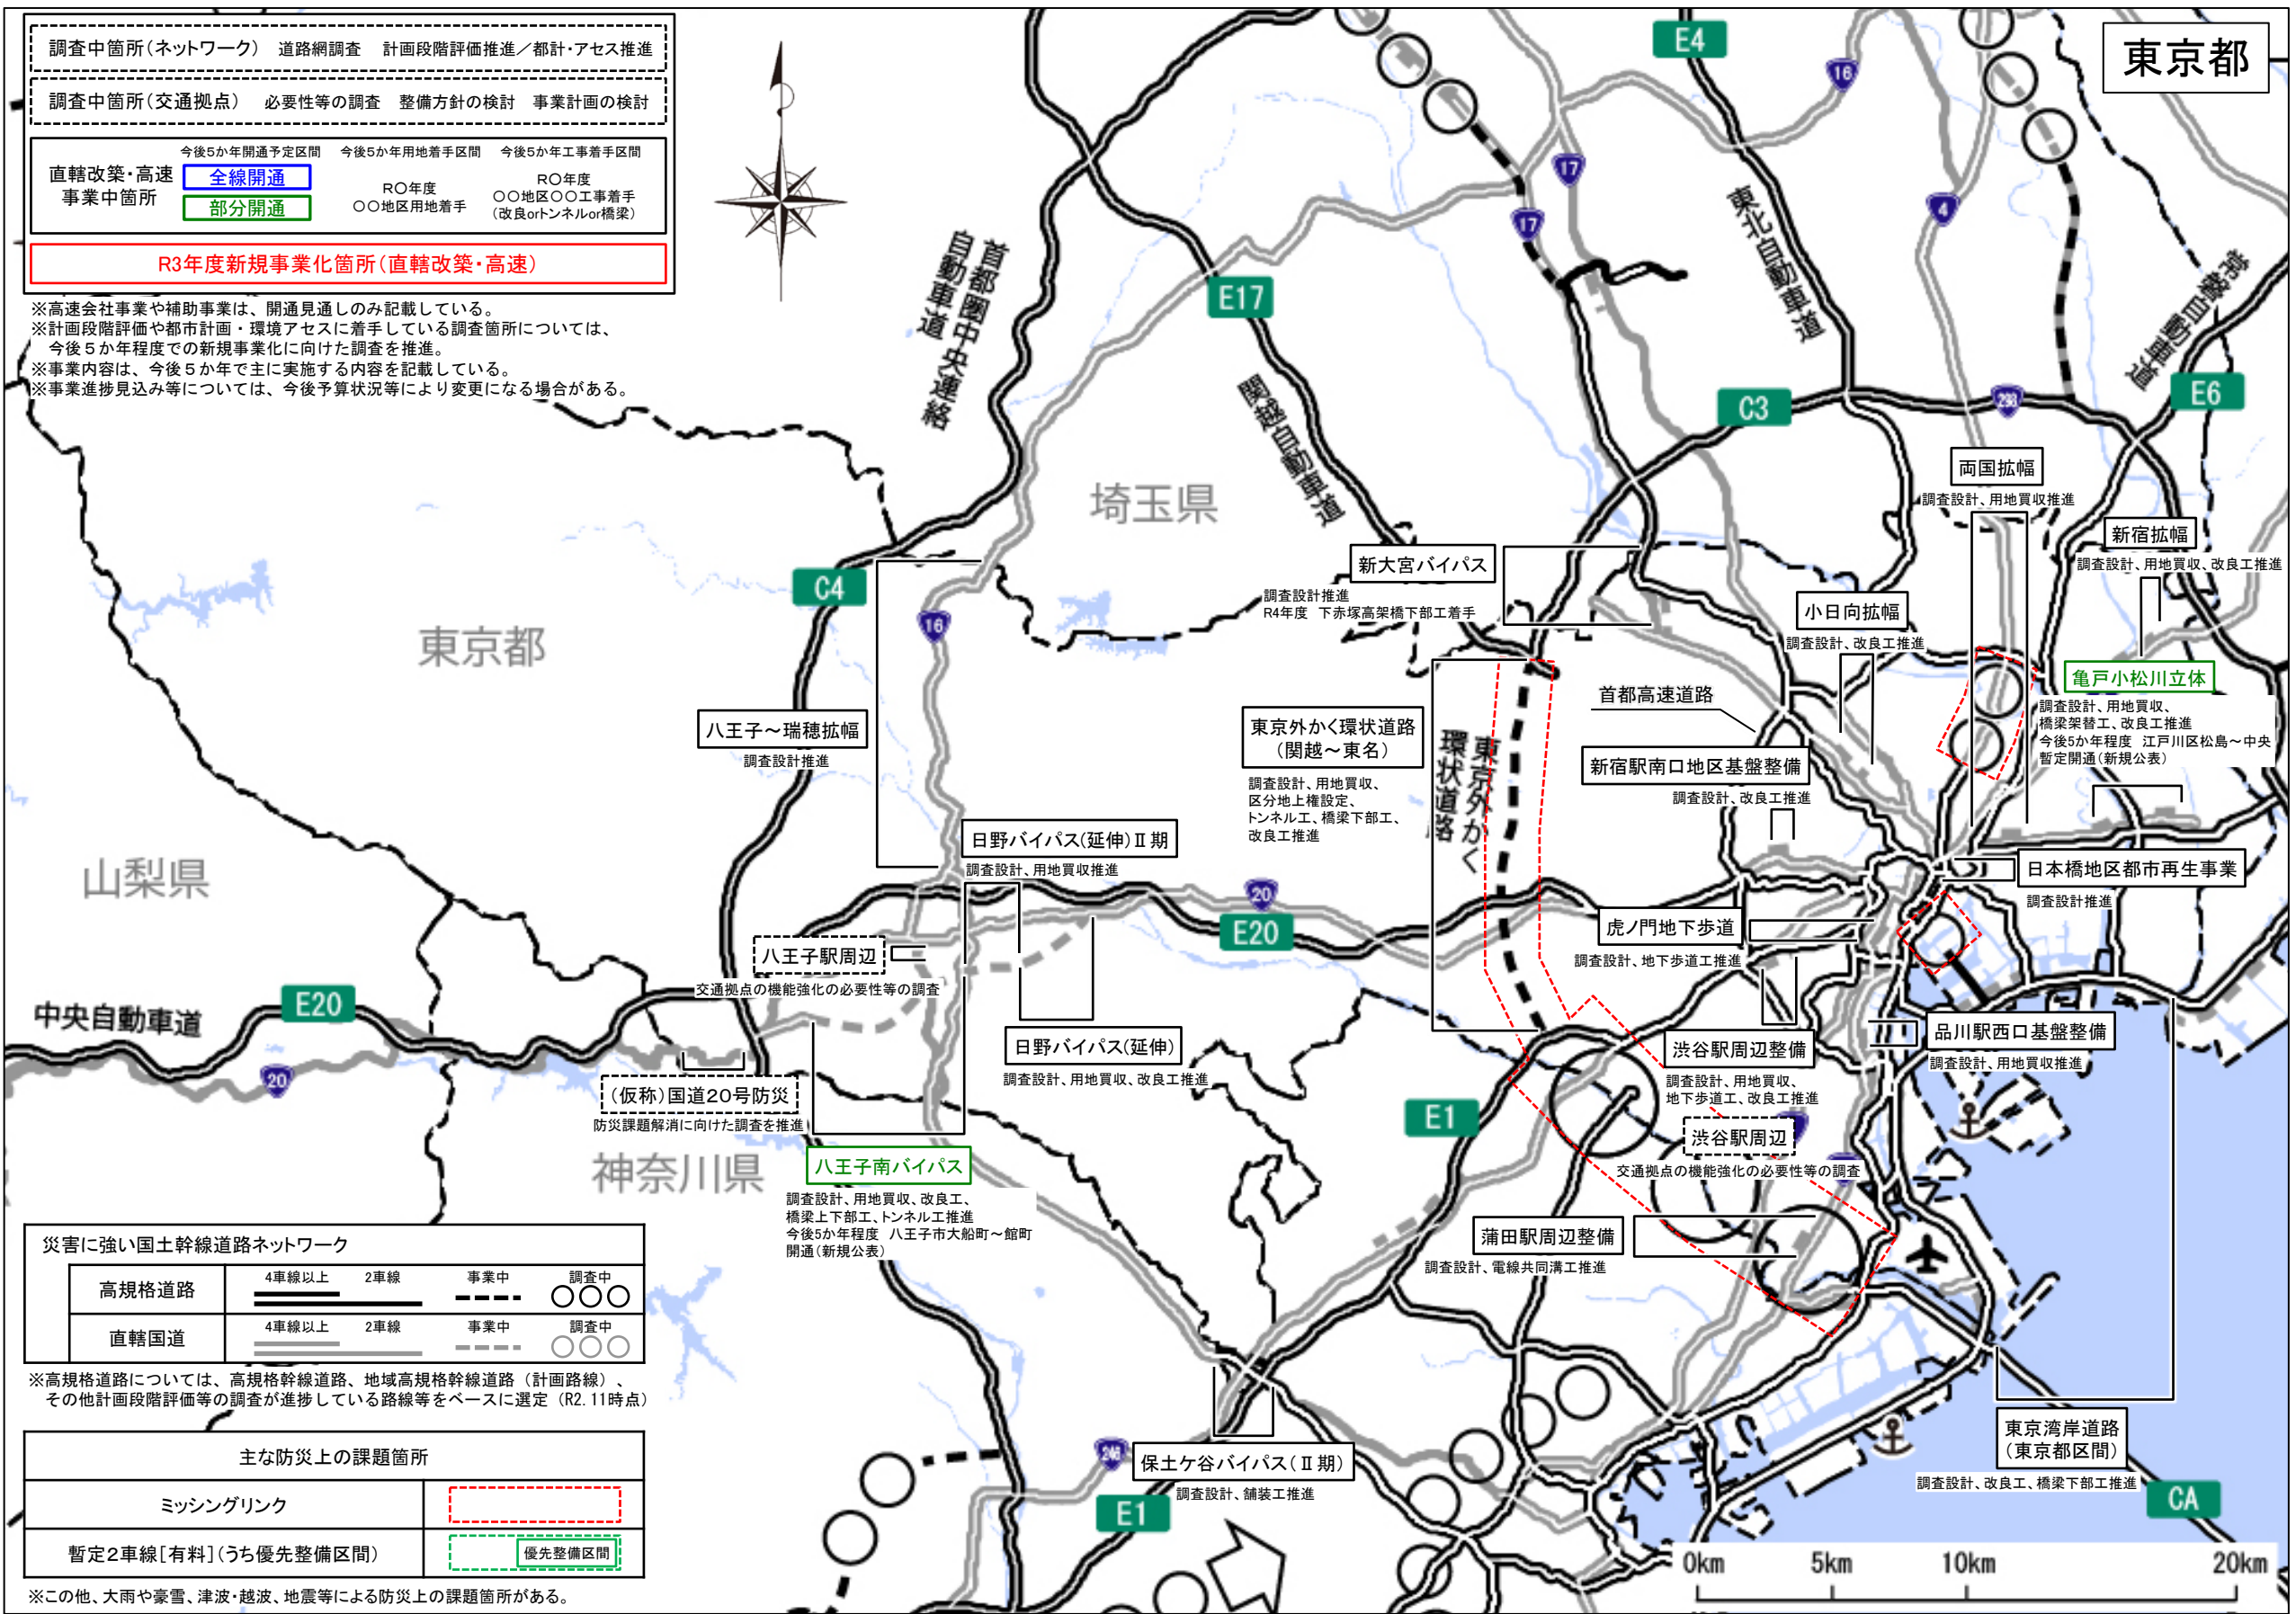 東京都
調査中箇所(ネットワーク) 道路網調査 計画段階評価推進/都計・アセス推進
調査中箇所(交通拠点) 必要性等の調査 整備方針の検討 事業計画の検討
今後5か年開通予定区間 今後5か年用地着手区間 今後5か年工事着手区間
直轄改築・高速
事業中箇所
全線開通
部分開通
R○年度
○○地区用地着手
R○年度
○○地区○○工事着手
(改良orトンネルor橋梁)
R3年度新規事業化箇所(直轄改築・高速)
※高速会社事業や補助事業は、開通見通しのみ記載している。
※計画段階評価や都市計画・環境アセスに着手している調査箇所については、
今後5か年程度での新規事業化に向けた調査を推進。
※事業内容は、今後5か年で主に実施する内容を記載している。
※事業進捗見込み等については、今後予算状況等により変更になる場合がある。
E4
16
17
17
4
首都圏中央連絡
自動車道
E17
関越自動車道
東北自動車道
常磐自動車道
C3
298
E6
埼玉県
両国拡幅
調査設計、用地買収推進
新宿拡幅
調査設計、用地買収、改良工推進
新大宮バイパス
調査設計推進
R4年度 下赤塚高架橋下部工着手
C4
16
小日向拡幅
調査設計、改良工推進
東京都
亀戸小松川立体
調査設計、用地買収、
橋梁架替工、改良工推進
今後5か年程度 江戸川区松島~中央
暫定開通(新規公表)
首都高速道路
八王子~瑞穂拡幅
調査設計推進
東京外かく環状道路
(関越~東名)
調査設計、用地買収、
区分地上権設定、
トンネル工、橋梁下部工、
改良工推進
東京外かく
環状道路
新宿駅南口地区基盤整備
調査設計、改良工推進
日野バイパス(延伸)Ⅱ期
調査設計、用地買収推進
山梨県
日本橋地区都市再生事業
調査設計推進
20
E20
虎ノ門地下歩道
調査設計、地下歩道工推進
八王子駅周辺
交通拠点の機能強化の必要性等の調査
中央自動車道
E20
20
日野バイパス(延伸)
調査設計、用地買収、改良工推進
品川駅西口基盤整備
調査設計、用地買収推進
渋谷駅周辺整備
調査設計、用地買収、
地下歩道工、改良工推進
(仮称)国道20号防災
防災課題解消に向けた調査を推進
E1
渋谷駅周辺
交通拠点の機能強化の必要性等の調査
神奈川県
八王子南バイパス
調査設計、用地買収、改良工、
橋梁上下部工、トンネル工推進
今後5か年程度 八王子市大船町~館町
開通(新規公表)
蒲田駅周辺整備
調査設計、電線共同溝工推進
災害に強い国土幹線道路ネットワーク
高規格道路 4車線以上 2車線 事業中 調査中
直轄国道 4車線以上 2車線 事業中 調査中
※高規格道路については、高規格幹線道路、地域高規格幹線道路(計画路線)、
その他計画段階評価等の調査が進捗している路線等をベースに選定(R2.11時点)
主な防災上の課題箇所
ミッシングリンク
暫定2車線[有料](うち優先整備区間) 優先整備区間
※この他、大雨や豪雪、津波・越波、地震等による防災上の課題箇所がある。
246
保土ケ谷バイパス(Ⅱ期)
調査設計、舗装工推進
E1
東京湾岸道路
(東京都区間)
調査設計、改良工、橋梁下部工推進
CA
0km 5km 10km 20km